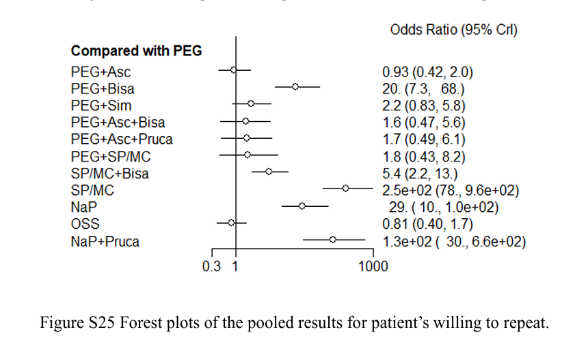 Odds Ratio (95% CrI)
Compared with PEG
PEG+Asc 0.93 (0.42, 2.0)
PEG+Bisa 20. (7.3, 68.)
PEG+Sim 2.2 (0.83, 5.8)
PEG+Asc+Bisa 1.6 (0.47, 5.6)
PEG+Asc+Pruca 1.7 (0.49, 6.1)
PEG+SP/MC 1.8 (0.43, 8.2)
SP/MC+Bisa 5.4 (2.2, 13.)
SP/MC 2.5e+02 (78., 9.6e+02)
NaP 29. ( 10., 1.0e+02)
OSS 0.81 (0.40, 1.7)
NaP+Pruca 1.3e+02 ( 30., 6.6e+02)
0.3 1 1000
Figure S25 Forest plots of the pooled results for patient’s willing to repeat.